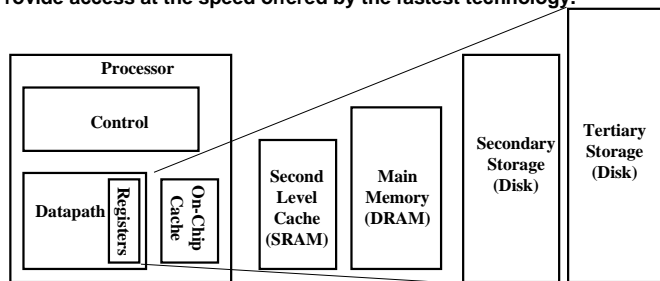 rovide access at the speed offered by the fastest technology.
Processor
Control
Datapath
Registers
On-Chip
Cache
Second
Level
Cache
(SRAM)
Main
Memory
(DRAM)
Secondary
Storage
(Disk)
Tertiary
Storage
(Disk)